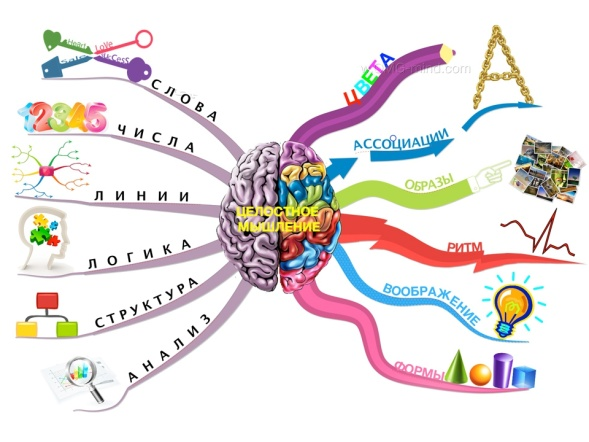 Love
СЛОВА
12345
ЧИСЛА
ЛИНИИ
ЛОГИКА
СТРУКТУРА
АНАЛИЗ
ЦЕЛОСТНОЕ
МЫШЛЕНИЕ
ЦВЕТА
АССОЦИАЦИИ
ОБРАЗЫ
РИТМ
ВООБРАЖЕНИЕ
ФОРМЫ